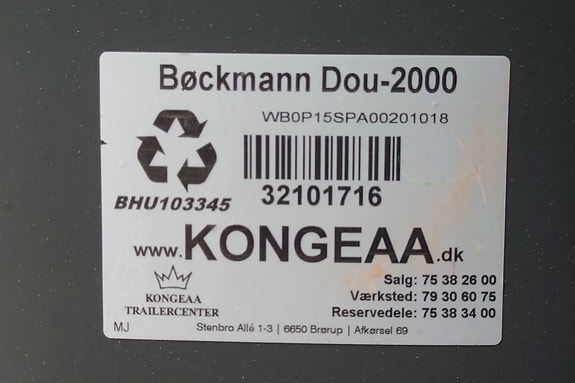 Bøckmann Dou-2000
WB0P15SPA00201018
BHU103345
32101716
www.KONGEAA.dk
KONGEAA
TRAILERCENTER
Salg: 75 38 26 00
Værksted: 79 30 60 75
Reservedele: 75 38 34 00
MJ
Stenbro Allé 1-3 | 6650 Brørup | Afkørsel 69